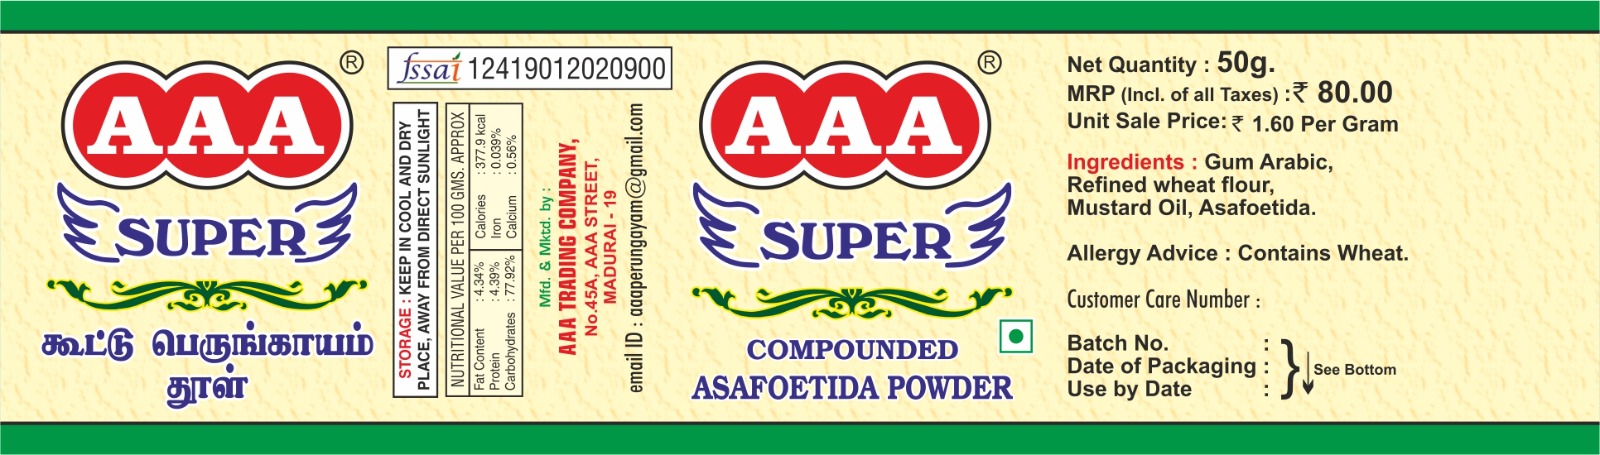 AAA ®
SUPER
கூட்டு பெருங்காயம்
தூள்
fssai 12419012020900
STORAGE : KEEP IN COOL AND DRY
PLACE, AWAY FROM DIRECT SUNLIGHT
NUTRITIONAL VALUE PER 100 GMS. APPROX
Fat Content : 4.34% Calories : 377.9 kcal
Protein : 4.39% Iron : 0.039%
Carbohydrates : 77.92% Calcium : 0.56%
Mfd. & Mktd. by :
AAA TRADING COMPANY,
No.45A, AAA STREET,
MADURAI - 19
email ID : aaaperungayam@gmail.com
AAA ®
SUPER
COMPOUNDED
ASAFOETIDA POWDER
Net Quantity : 50g.
MRP (Incl. of all Taxes) :₹ 80.00
Unit Sale Price: ₹ 1.60 Per Gram
Ingredients : Gum Arabic,
Refined wheat flour,
Mustard Oil, Asafoetida.
Allergy Advice : Contains Wheat.
Customer Care Number :
Batch No. :
Date of Packaging : See Bottom
Use by Date :